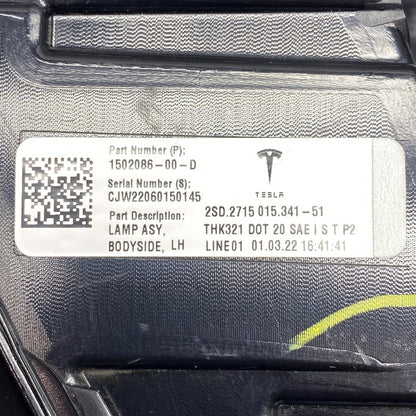 Part Number (P):
1502086-00-D
Serial Number (S):
CJW22060150145
Part Description:
LAMP ASY,
BODYSIDE, LH
TESLA
2SD.2715 015.341-51
THK321 DOT 20 SAE I S T P2
LINE01 01.03.22 16:41:41